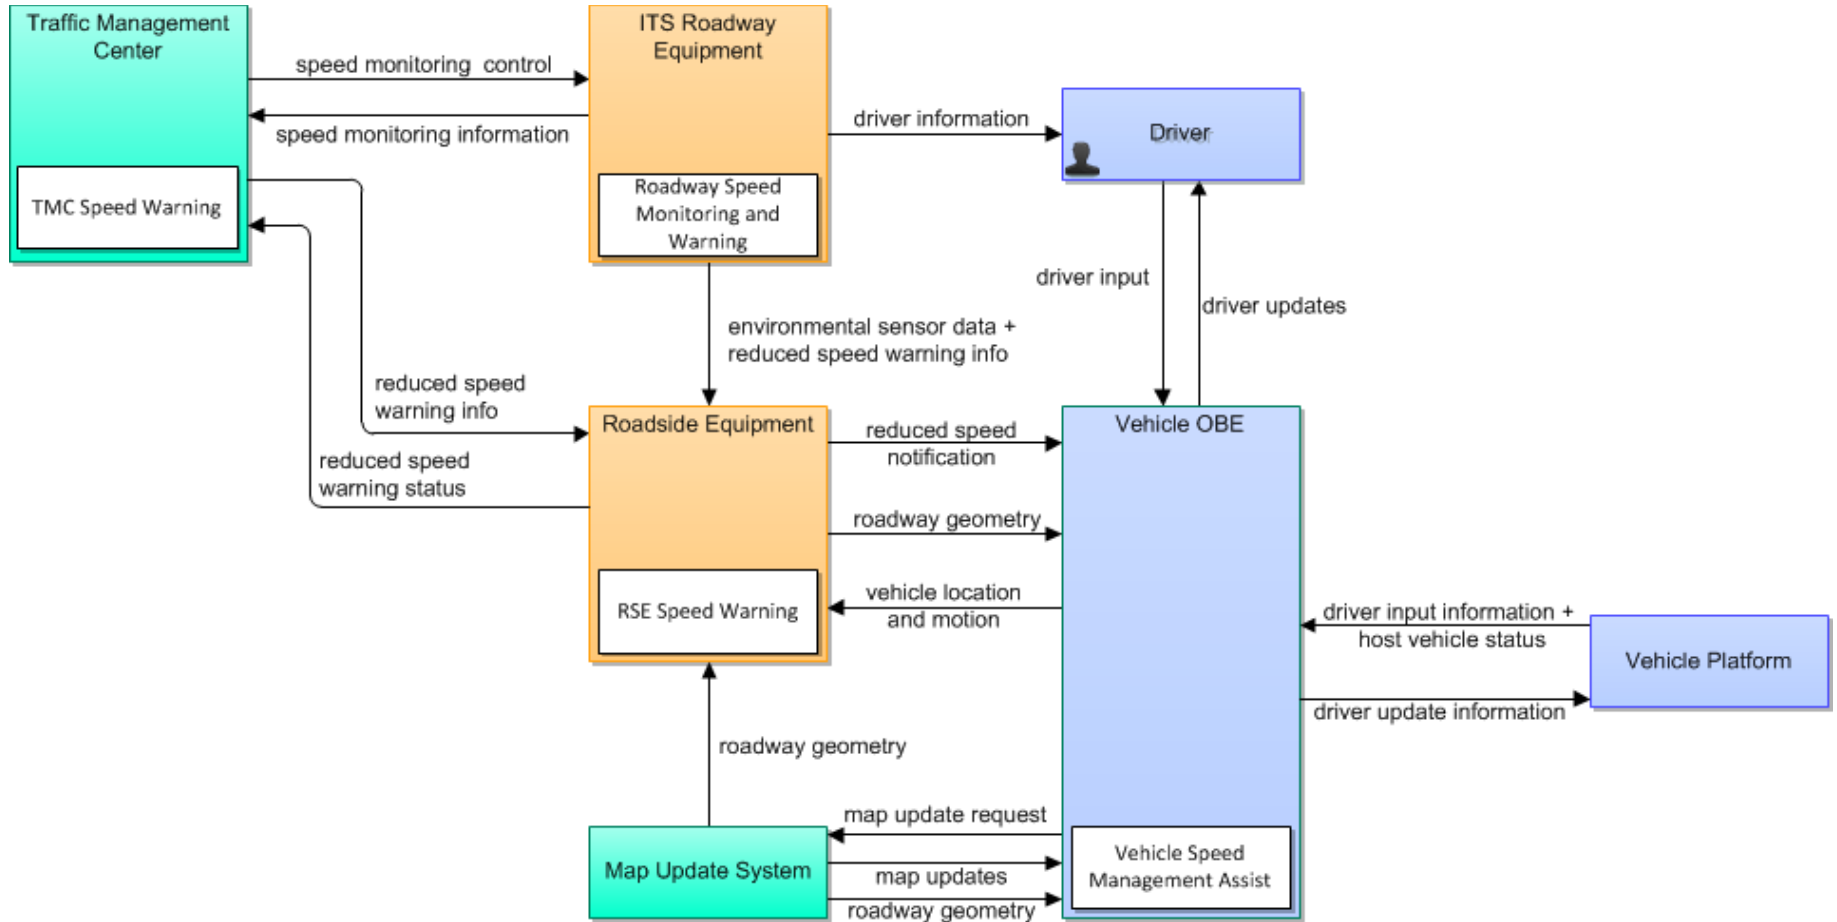 Traffic Management
Center
TMC Speed Warning
speed monitoring control
speed monitoring information
ITS Roadway
Equipment
Roadway Speed
Monitoring and
Warning
driver information
Driver
driver input
driver updates
environmental sensor data +
reduced speed warning info
reduced speed
warning info
reduced speed
warning status
Roadside Equipment
RSE Speed Warning
reduced speed
notification
roadway geometry
vehicle location
and motion
Vehicle OBE
Vehicle Speed
Management Assist
driver input information +
host vehicle status
driver update information
Vehicle Platform
roadway geometry
Map Update System
map update request
map updates
roadway geometry